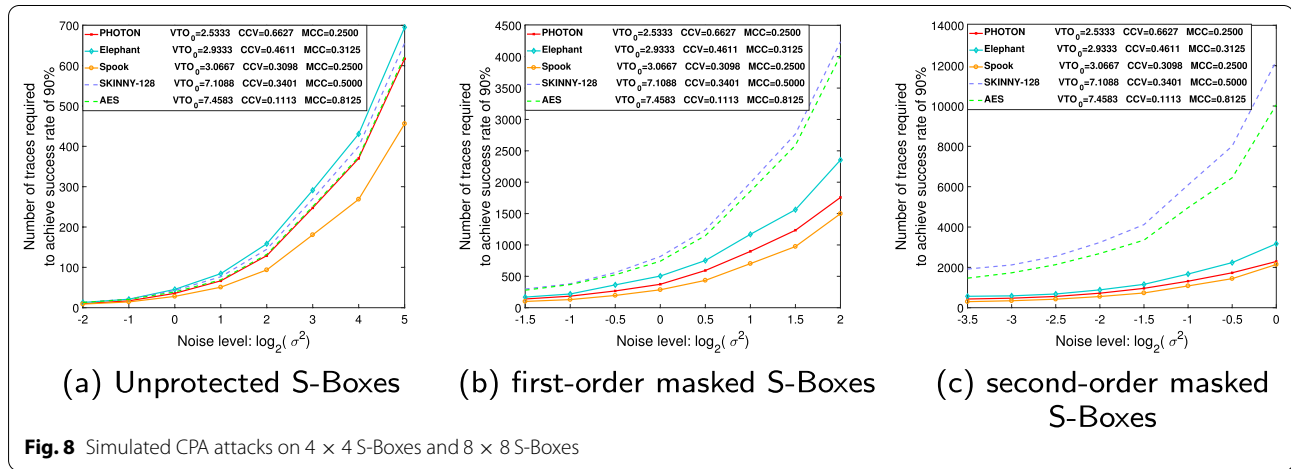 Number of traces required
to achieve success rate of 90%
700
600
500
400
300
200
100
0
PHOTON VTO0=2.5333 CCV=0.6627 MCC=0.2500
Elephant VTO0=2.9333 CCV=0.4611 MCC=0.3125
Spook VTO0=3.0667 CCV=0.3098 MCC=0.2500
SKINNY-128 VTO0=7.1088 CCV=0.3401 MCC=0.5000
AES VTO0=7.4583 CCV=0.1113 MCC=0.8125
-2 -1 0 1 2 3 4 5
Noise level: log2( σ²)
(a) Unprotected S-Boxes
Number of traces required
to achieve success rate of 90%
4500
4000
3500
3000
2500
2000
1500
1000
500
0
PHOTON VTO0=2.5333 CCV=0.6627 MCC=0.2500
Elephant VTO0=2.9333 CCV=0.4611 MCC=0.3125
Spook VTO0=3.0667 CCV=0.3098 MCC=0.2500
SKINNY-128 VTO0=7.1088 CCV=0.3401 MCC=0.5000
AES VTO0=7.4583 CCV=0.1113 MCC=0.8125
-1.5 -1 -0.5 0 0.5 1 1.5 2
Noise level: log2( σ²)
(b) first-order masked S-Boxes
Number of traces required
to achieve success rate of 90%
14000
12000
10000
8000
6000
4000
2000
0
PHOTON VTO0=2.5333 CCV=0.6627 MCC=0.2500
Elephant VTO0=2.9333 CCV=0.4611 MCC=0.3125
Spook VTO0=3.0667 CCV=0.3098 MCC=0.2500
SKINNY-128 VTO0=7.1088 CCV=0.3401 MCC=0.5000
AES VTO0=7.4583 CCV=0.1113 MCC=0.8125
-3.5 -3 -2.5 -2 -1.5 -1 -0.5 0
Noise level: log2( σ²)
(c) second-order masked
S-Boxes
Fig. 8 Simulated CPA attacks on 4 × 4 S-Boxes and 8 × 8 S-Boxes